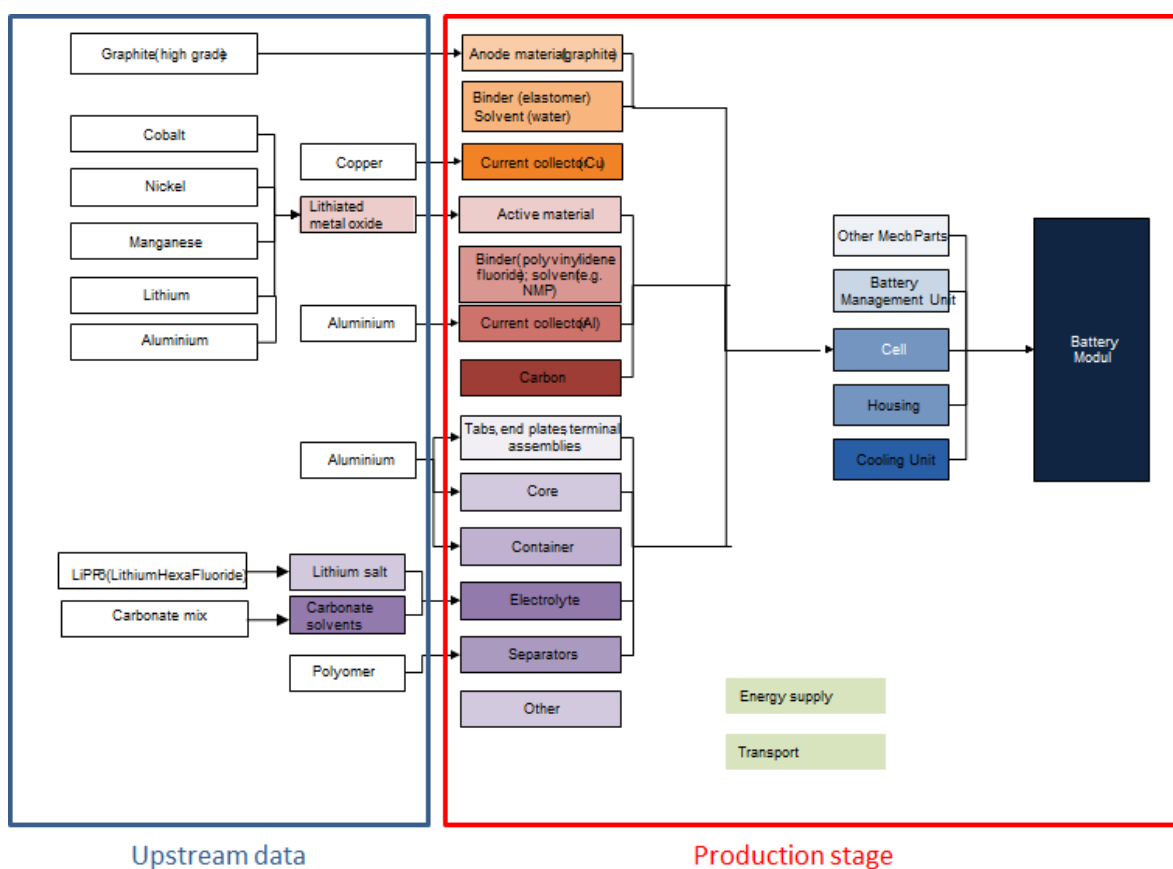 Graphite(high grade)
Cobalt
Nickel
Manganese
Lithium
Aluminium
Copper
Lithiated
metal oxide
Aluminium
Aluminium
LiPF6(LithiumHexaFluoride)
Carbonate mix
Lithium salt
Carbonate
solvents
Polyomer
Anode material(graphite)
Binder (elastomer)
Solvent (water)
Current collector(Cu)
Active material
Binder(polyvinylidene
fluoride); solvent(e.g.
NMP)
Current collector(Al)
Carbon
Tabs, end plates, terminal
assemblies
Core
Container
Electrolyte
Separators
Other
Other Mech Parts
Battery
Management Unit
Cell
Housing
Cooling Unit
Battery
Modul
Energy supply
Transport
Upstream data
Production stage